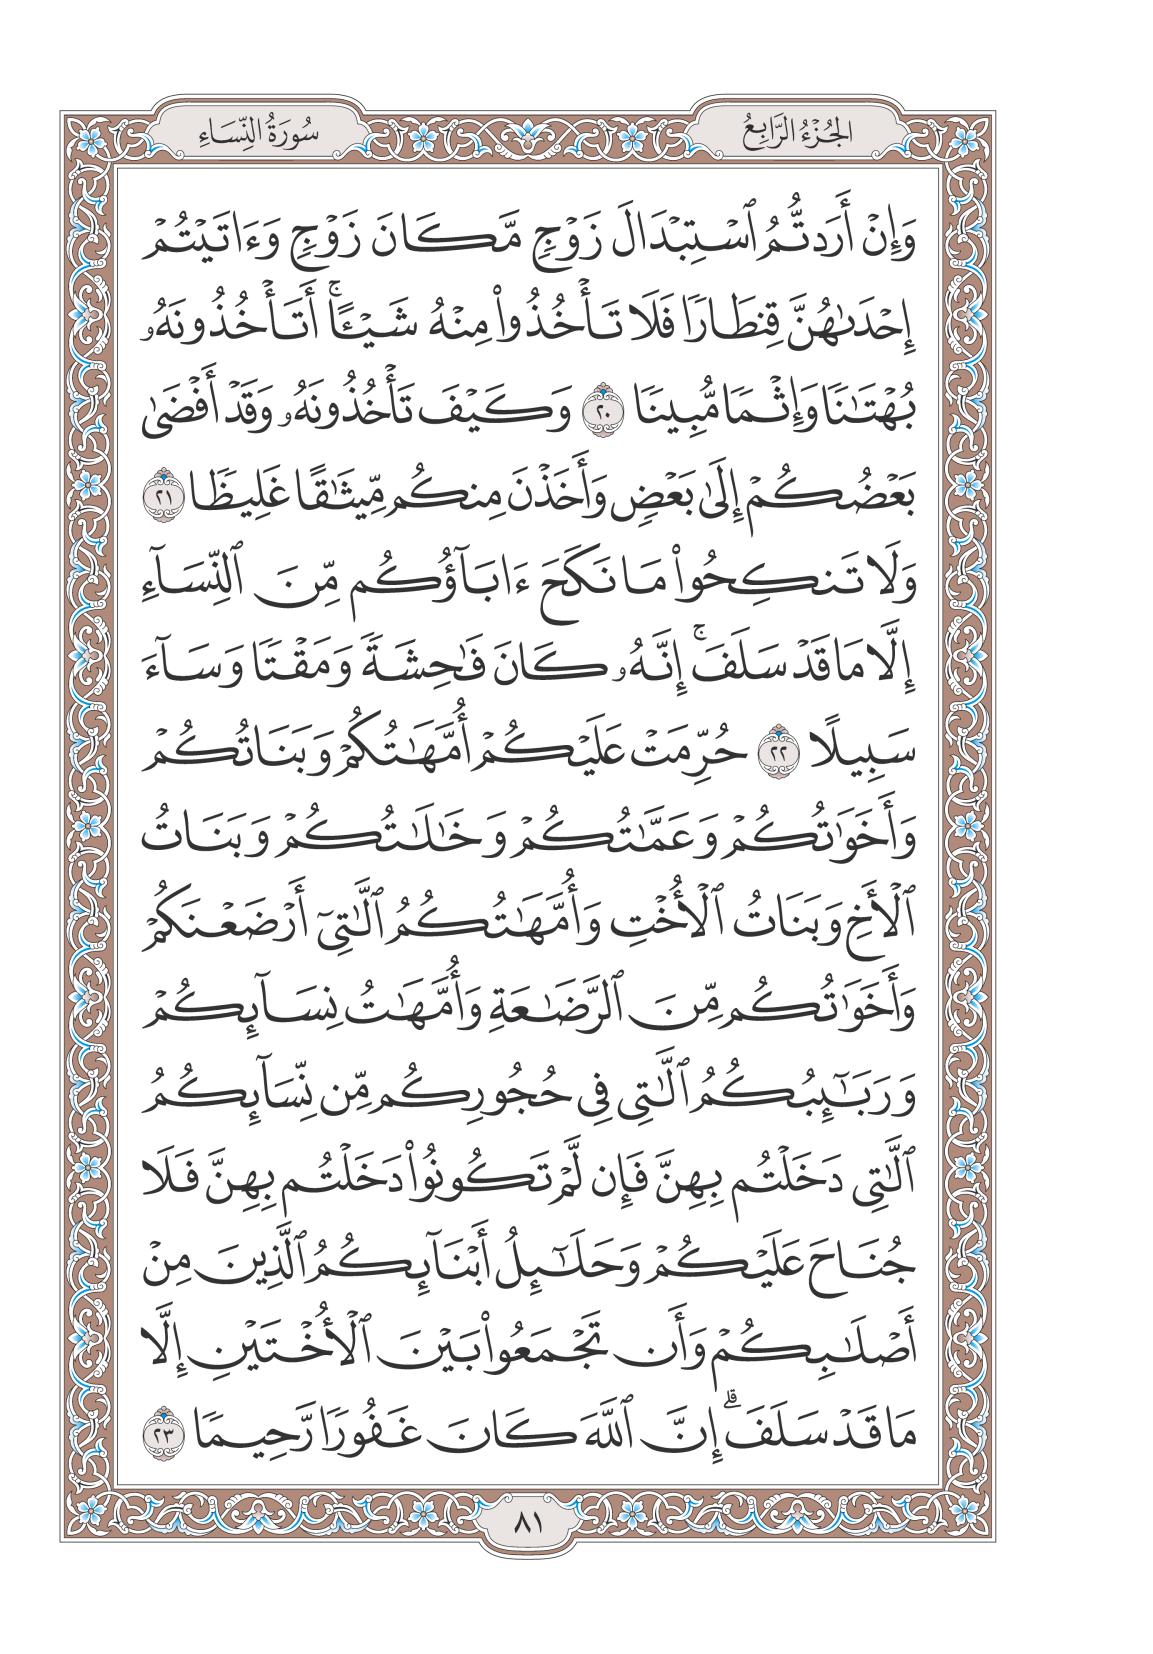 الجُزْءُ الرَّابِعُ
سُورَةُ النِّسَاءِ
وَإِنْ أَرَدتُّمُ ٱسْتِبْدَالَ زَوْجٍ مَّكَانَ زَوْجٍ وَءَاتَيْتُمْ
إِحْدَىٰهُنَّ قِنطَارًا فَلَا تَأْخُذُوا۟ مِنْهُ شَيْـًٔا ۚ أَتَأْخُذُونَهُۥ
بُهْتَـٰنًا وَإِثْمًا مُّبِينًا ٢٠ وَكَيْفَ تَأْخُذُونَهُۥ وَقَدْ أَفْضَىٰ
بَعْضُكُمْ إِلَىٰ بَعْضٍ وَأَخَذْنَ مِنكُم مِّيثَـٰقًا غَلِيظًا ٢١
وَلَا تَنكِحُوا۟ مَا نَكَحَ ءَابَآؤُكُم مِّنَ ٱلنِّسَآءِ
إِلَّا مَا قَدْ سَلَفَ ۚ إِنَّهُۥ كَانَ فَـٰحِشَةً وَمَقْتًا وَسَآءَ
سَبِيلًا ٢٢ حُرِّمَتْ عَلَيْكُمْ أُمَّهَـٰتُكُمْ وَبَنَاتُكُمْ
وَأَخَوَٰتُكُمْ وَعَمَّـٰتُكُمْ وَخَـٰلَـٰتُكُمْ وَبَنَاتُ
ٱلْأَخِ وَبَنَاتُ ٱلْأُخْتِ وَأُمَّهَـٰتُكُمُ ٱلَّـٰتِىٓ أَرْضَعْنَكُمْ
وَأَخَوَٰتُكُم مِّنَ ٱلرَّضَـٰعَةِ وَأُمَّهَـٰتُ نِسَآئِكُمْ
وَرَبَـٰٓئِبُكُمُ ٱلَّـٰتِى فِى حُجُورِكُم مِّن نِّسَآئِكُمُ
ٱلَّـٰتِى دَخَلْتُم بِهِنَّ فَإِن لَّمْ تَكُونُوا۟ دَخَلْتُم بِهِنَّ فَلَا
جُنَاحَ عَلَيْكُمْ وَحَلَـٰٓئِلُ أَبْنَآئِكُمُ ٱلَّذِينَ مِنْ
أَصْلَـٰبِكُمْ وَأَن تَجْمَعُوا۟ بَيْنَ ٱلْأُخْتَيْنِ إِلَّا
مَا قَدْ سَلَفَ ۗ إِنَّ ٱللَّهَ كَانَ غَفُورًا رَّحِيمًا ٢٣
٨١